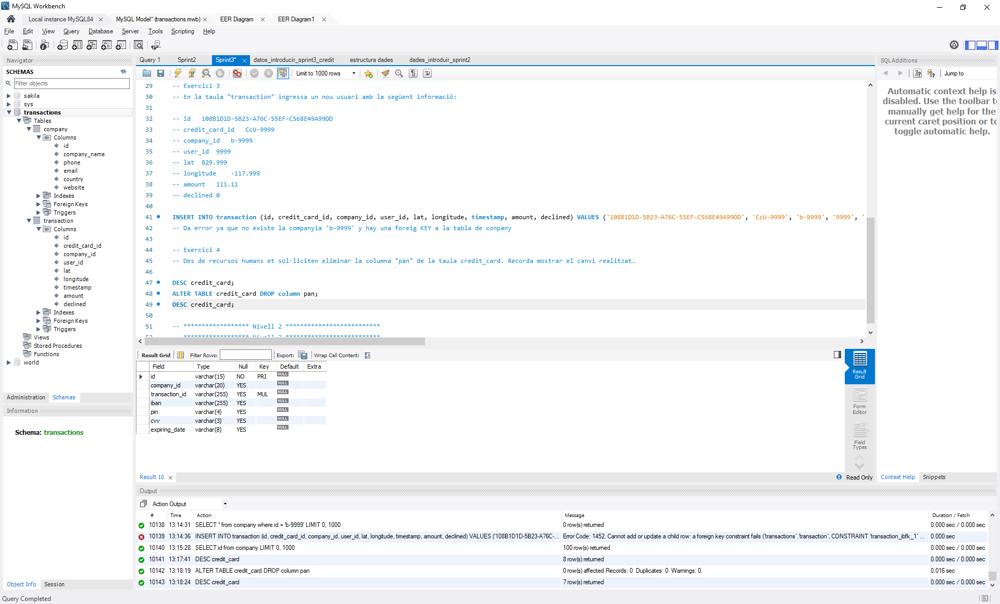 MySQL Workbench
Local instance MySQL84
MySQL Model* (transactions.mwb)
EER Diagram
EER Diagram1
File Edit View Query Database Server Tools Scripting Help
Navigator
SCHEMAS
Filter objects
sakila
sys
transactions
Tables
company
Columns
id
company_name
phone
email
country
website
Indexes
Foreign Keys
Triggers
transaction
Columns
id
credit_card_id
company_id
user_id
lat
longitude
timestamp
amount
declined
Indexes
Foreign Keys
Triggers
Views
Stored Procedures
Functions
world
Administration Schemas
Information
Schema: transactions
Object Info Session
Query Completed
Query 1 Sprint2 Sprint3* datos_introducir_sprint3_credit estructura dades dades_introduir_sprint2
Limit to 1000 rows
29 -- Exercici 3
30 -- En la taula "transaction" ingressa un nou usuari amb la següent informació:
31
32 -- Id 108B1D1D-5B23-A76C-55EF-C568E49A99DD
33 -- credit_card_id CcU-9999
34 -- company_id b-9999
35 -- user_id 9999
36 -- lat 829.999
37 -- longitude -117.999
38 -- amount 111.11
39 -- declined 0
40
41 INSERT INTO transaction (id, credit_card_id, company_id, user_id, lat, longitude, timestamp, amount, declined) VALUES ('108B1D1D-5B23-A76C-55EF-C568E49A99DD', 'CcU-9999', 'b-9999', '9999', '
42 -- Da error ya que no existe la companyia 'b-9999' y hay una foreig KEY a la tabla de conpany
43
44 -- Exercici 4
45 -- Des de recursos humans et sol·liciten eliminar la columna "pan" de la taula credit_card. Recorda mostrar el canvi realitzat.
46
47 DESC credit_card;
48 ALTER TABLE credit_card DROP column pan;
49 DESC credit_card;
50
51 -- ****************** Nivell 2 **************************
Result Grid Filter Rows: Export: Wrap Cell Content:
Field Type Null Key Default Extra
id varchar(15) NO PRI NULL
company_id varchar(20) YES NULL
transaction_id varchar(255) YES MUL NULL
iban varchar(255) YES NULL
pin varchar(4) YES NULL
cvv varchar(3) YES NULL
expiring_date varchar(8) YES NULL
Result Grid
Form Editor
Field Types
Result 10
Read Only
Output
Action Output
# Time Action Message Duration / Fetch
10138 13:14:31 SELECT * from company where id = 'b-9999' LIMIT 0, 1000 0 row(s) returned 0.000 sec / 0.000 sec
10139 13:14:36 INSERT INTO transaction (id, credit_card_id, company_id, user_id, lat, longitude, timestamp, amount, declined) VALUES ('108B1D1D-5B23-A76C-... Error Code: 1452. Cannot add or update a child row: a foreign key constraint fails (`transactions`.`transaction`, CONSTRAINT `transaction_ibfk_1` ... 0.000 sec
10140 13:15:28 SELECT id from company LIMIT 0, 1000 100 row(s) returned 0.000 sec / 0.000 sec
10141 13:17:41 DESC credit_card 8 row(s) returned 0.000 sec / 0.000 sec
10142 13:18:19 ALTER TABLE credit_card DROP column pan 0 row(s) affected Records: 0 Duplicates: 0 Warnings: 0 0.016 sec
10143 13:18:24 DESC credit_card 7 row(s) returned 0.000 sec / 0.000 sec
SQLAdditions
Jump to
Automatic context help is
disabled. Use the toolbar to
manually get help for the
current caret position or to
toggle automatic help.
Context Help Snippets